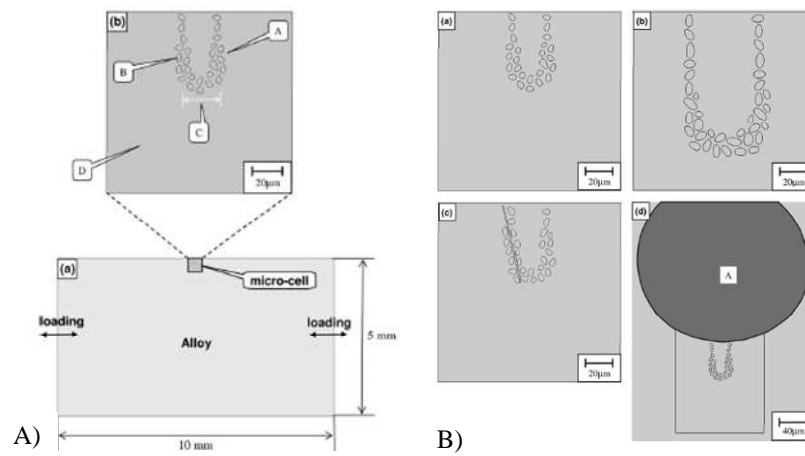 (b)
A
B
C
D
20μm
(a)
micro-cell
loading
loading
Alloy
5 mm
10 mm
A)
(a)
20μm
(b)
20μm
(c)
20μm
(d)
A
40μm
B)